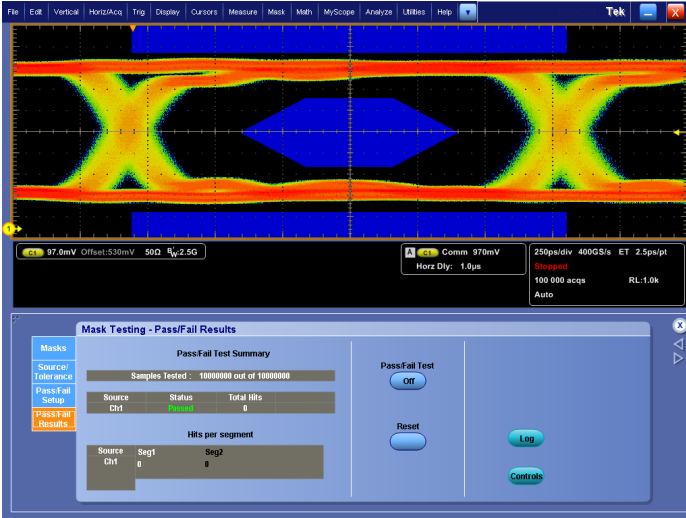 File Edit Vertical Horiz/Acq Trig Display Cursors Measure Mask Math MyScope Analyze Utilities Help Tek X
1
C1 97.0mV Offset:530mV 50Ω BW:2.5G
A C1 Comm 970mV
Horz Dly: 1.0µs
250ps/div 400GS/s ET 2.5ps/pt
Stopped
100 000 acqs RL:1.0k
Auto
Mask Testing - Pass/Fail Results
X
Masks
Source/
Tolerance
Pass/Fail
Setup
Pass/Fail
Results
Pass/Fail Test Summary
Samples Tested : 10000000 out of 10000000
Source Status Total Hits
Ch1 Passed 0
Hits per segment
Source Seg1 Seg2
Ch1 0 0
Pass/Fail Test
Off
Reset
Log
Controls